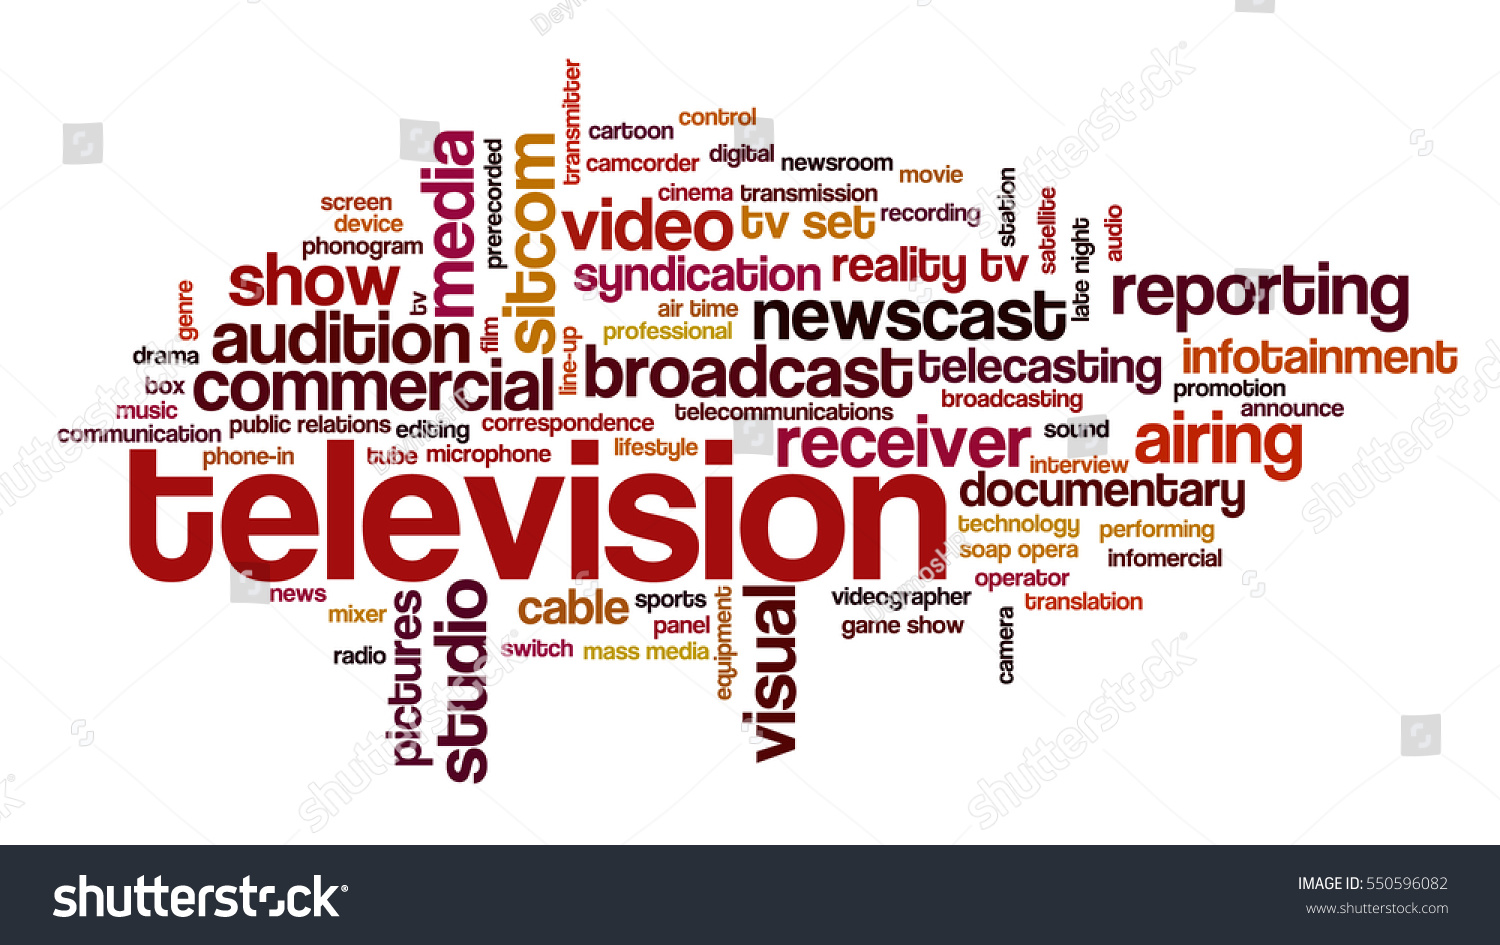 transmitter
control
cartoon
media
prerecorded
sitcom
camcorder
digital
newsroom
movie
station
cinema
transmission
screen
device
phonogram
video
tv set
recording
satellite
late night
audio
show
syndication
reality tv
reporting
genre
tv
air time
newscast
audition
film
line-up
professional
drama
commercial
broadcast
telecasting
infotainment
box
promotion
music
broadcasting
announce
communication
public relations
editing
correspondence
telecommunications
receiver
sound
airing
phone-in
tube
microphone
lifestyle
interview
television
documentary
technology
performing
soap opera
infomercial
operator
news
pictures
studio
cable
sports
equipment
visual
videographer
translation
mixer
panel
game show
camera
radio
switch
mass media
shutterstock
IMAGE ID: 550596082
www.shutterstock.com